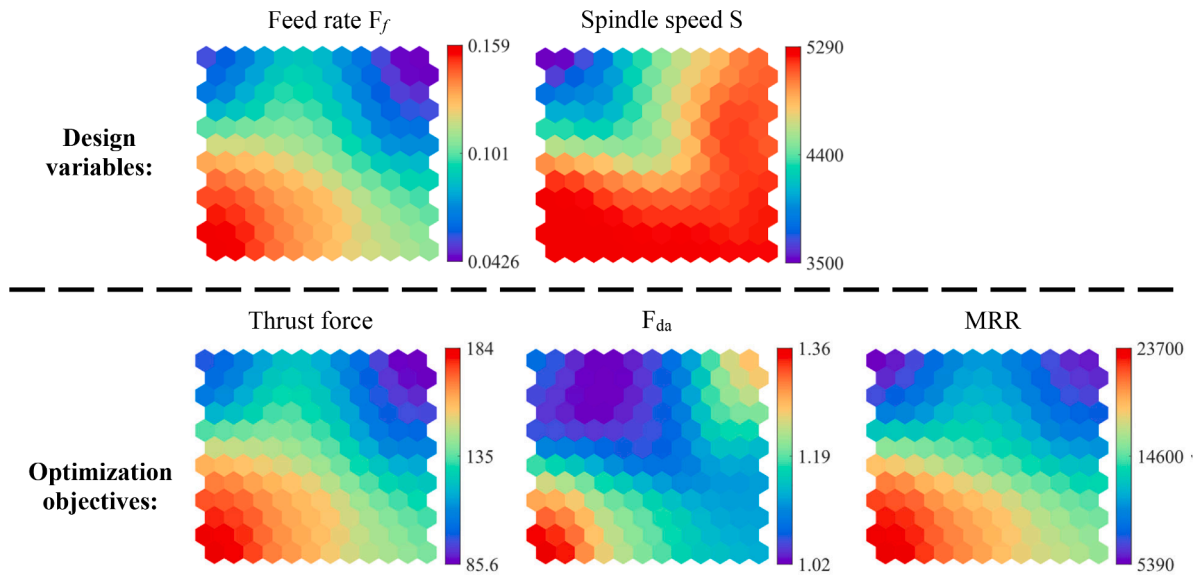 Feed rate Ff
Spindle speed S
0.159
0.101
0.0426
5290
4400
3500
Design
variables:
Thrust force
Fda
MRR
184
135
85.6
1.36
1.19
1.02
23700
14600
5390
Optimization
objectives: